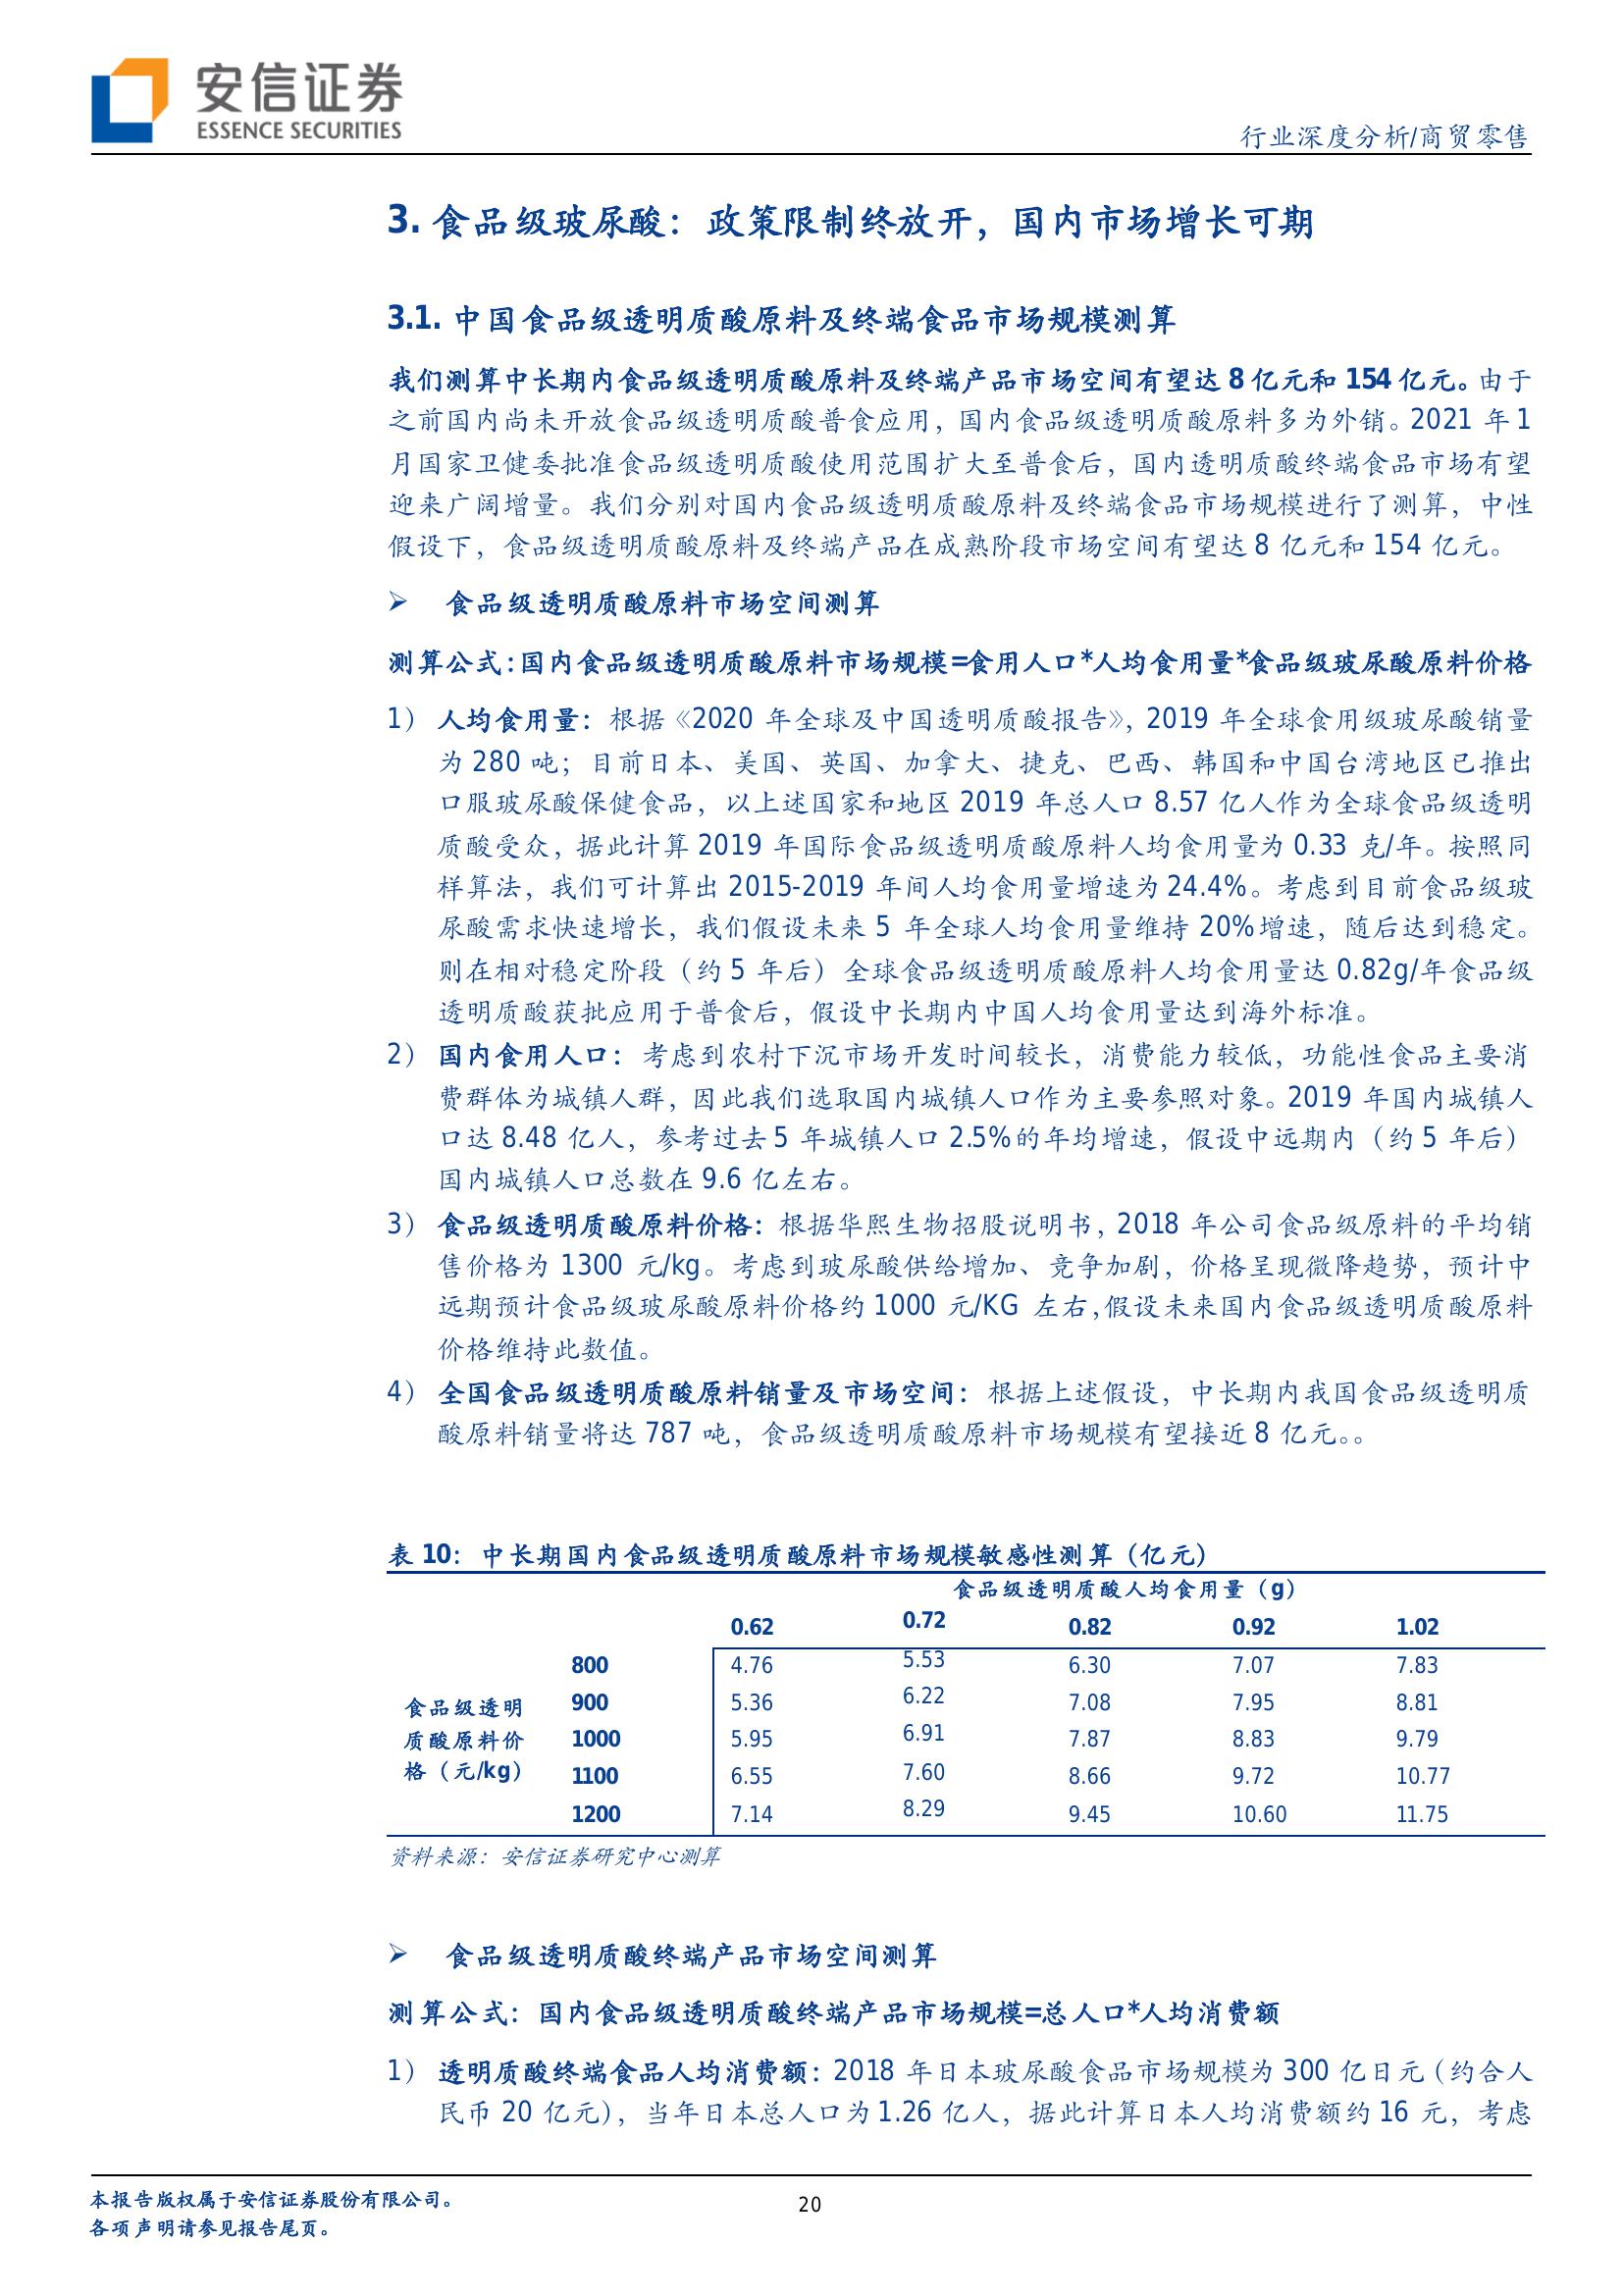 安信证券
ESSENCE SECURITIES
行业深度分析/商贸零售
3. 食品级玻尿酸：政策限制终放开，国内市场增长可期
3.1. 中国食品级透明质酸原料及终端食品市场规模测算
我们测算中长期内食品级透明质酸原料及终端产品市场空间有望达 8 亿元和 154 亿元。由于
之前国内尚未开放食品级透明质酸普食应用，国内食品级透明质酸原料多为外销。2021 年 1
月国家卫健委批准食品级透明质酸使用范围扩大至普食后，国内透明质酸终端食品市场有望
迎来广阔增量。我们分别对国内食品级透明质酸原料及终端食品市场规模进行了测算，中性
假设下，食品级透明质酸原料及终端产品在成熟阶段市场空间有望达 8 亿元和 154 亿元。
➢ 食品级透明质酸原料市场空间测算
测算公式：国内食品级透明质酸原料市场规模=食用人口*人均食用量*食品级玻尿酸原料价格
1） 人均食用量：根据《2020 年全球及中国透明质酸报告》，2019 年全球食用级玻尿酸销量
为 280 吨；目前日本、美国、英国、加拿大、捷克、巴西、韩国和中国台湾地区已推出
口服玻尿酸保健食品，以上述国家和地区 2019 年总人口 8.57 亿人作为全球食品级透明
质酸受众，据此计算 2019 年国际食品级透明质酸原料人均食用量为 0.33 克/年。按照同
样算法，我们可计算出 2015-2019 年间人均食用量增速为 24.4%。考虑到目前食品级玻
尿酸需求快速增长，我们假设未来 5 年全球人均食用量维持 20%增速，随后达到稳定。
则在相对稳定阶段（约 5 年后）全球食品级透明质酸原料人均食用量达 0.82g/年食品级
透明质酸获批应用于普食后，假设中长期内中国人均食用量达到海外标准。
2） 国内食用人口：考虑到农村下沉市场开发时间较长，消费能力较低，功能性食品主要消
费群体为城镇人群，因此我们选取国内城镇人口作为主要参照对象。2019 年国内城镇人
口达 8.48 亿人，参考过去 5 年城镇人口 2.5%的年均增速，假设中远期内（约 5 年后）
国内城镇人口总数在 9.6 亿左右。
3） 食品级透明质酸原料价格：根据华熙生物招股说明书，2018 年公司食品级原料的平均销
售价格为 1300 元/kg。考虑到玻尿酸供给增加、竞争加剧，价格呈现微降趋势，预计中
远期预计食品级玻尿酸原料价格约 1000 元/KG 左右,假设未来国内食品级透明质酸原料
价格维持此数值。
4） 全国食品级透明质酸原料销量及市场空间：根据上述假设，中长期内我国食品级透明质
酸原料销量将达 787 吨，食品级透明质酸原料市场规模有望接近 8 亿元。。
表 10：中长期国内食品级透明质酸原料市场规模敏感性测算（亿元）
食品级透明质酸人均食用量（g）
0.62 0.72 0.82 0.92 1.02
食品级透明
质酸原料价
格（元/kg）
800 4.76 5.53 6.30 7.07 7.83
900 5.36 6.22 7.08 7.95 8.81
1000 5.95 6.91 7.87 8.83 9.79
1100 6.55 7.60 8.66 9.72 10.77
1200 7.14 8.29 9.45 10.60 11.75
资料来源：安信证券研究中心测算
➢ 食品级透明质酸终端产品市场空间测算
测算公式：国内食品级透明质酸终端产品市场规模=总人口*人均消费额
1） 透明质酸终端食品人均消费额：2018 年日本玻尿酸食品市场规模为 300 亿日元（约合人
民币 20 亿元），当年日本总人口为 1.26 亿人，据此计算日本人均消费额约 16 元，考虑
本报告版权属于安信证券股份有限公司。
各项声明请参见报告尾页。
20